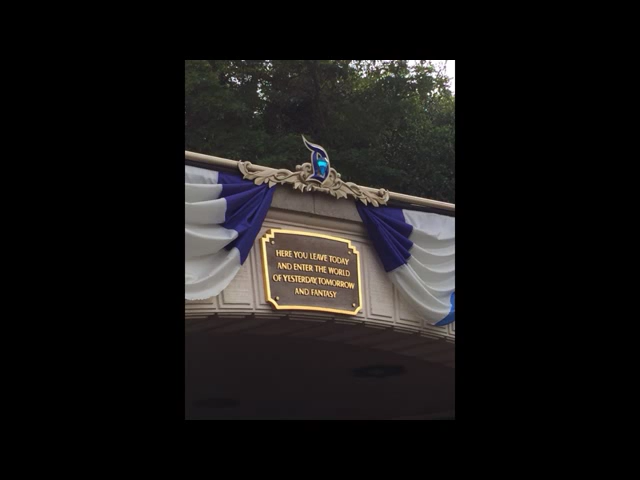 D
HERE YOU LEAVE TODAY
AND ENTER THE WORLD
OF YESTERDAY, TOMORROW
AND FANTASY